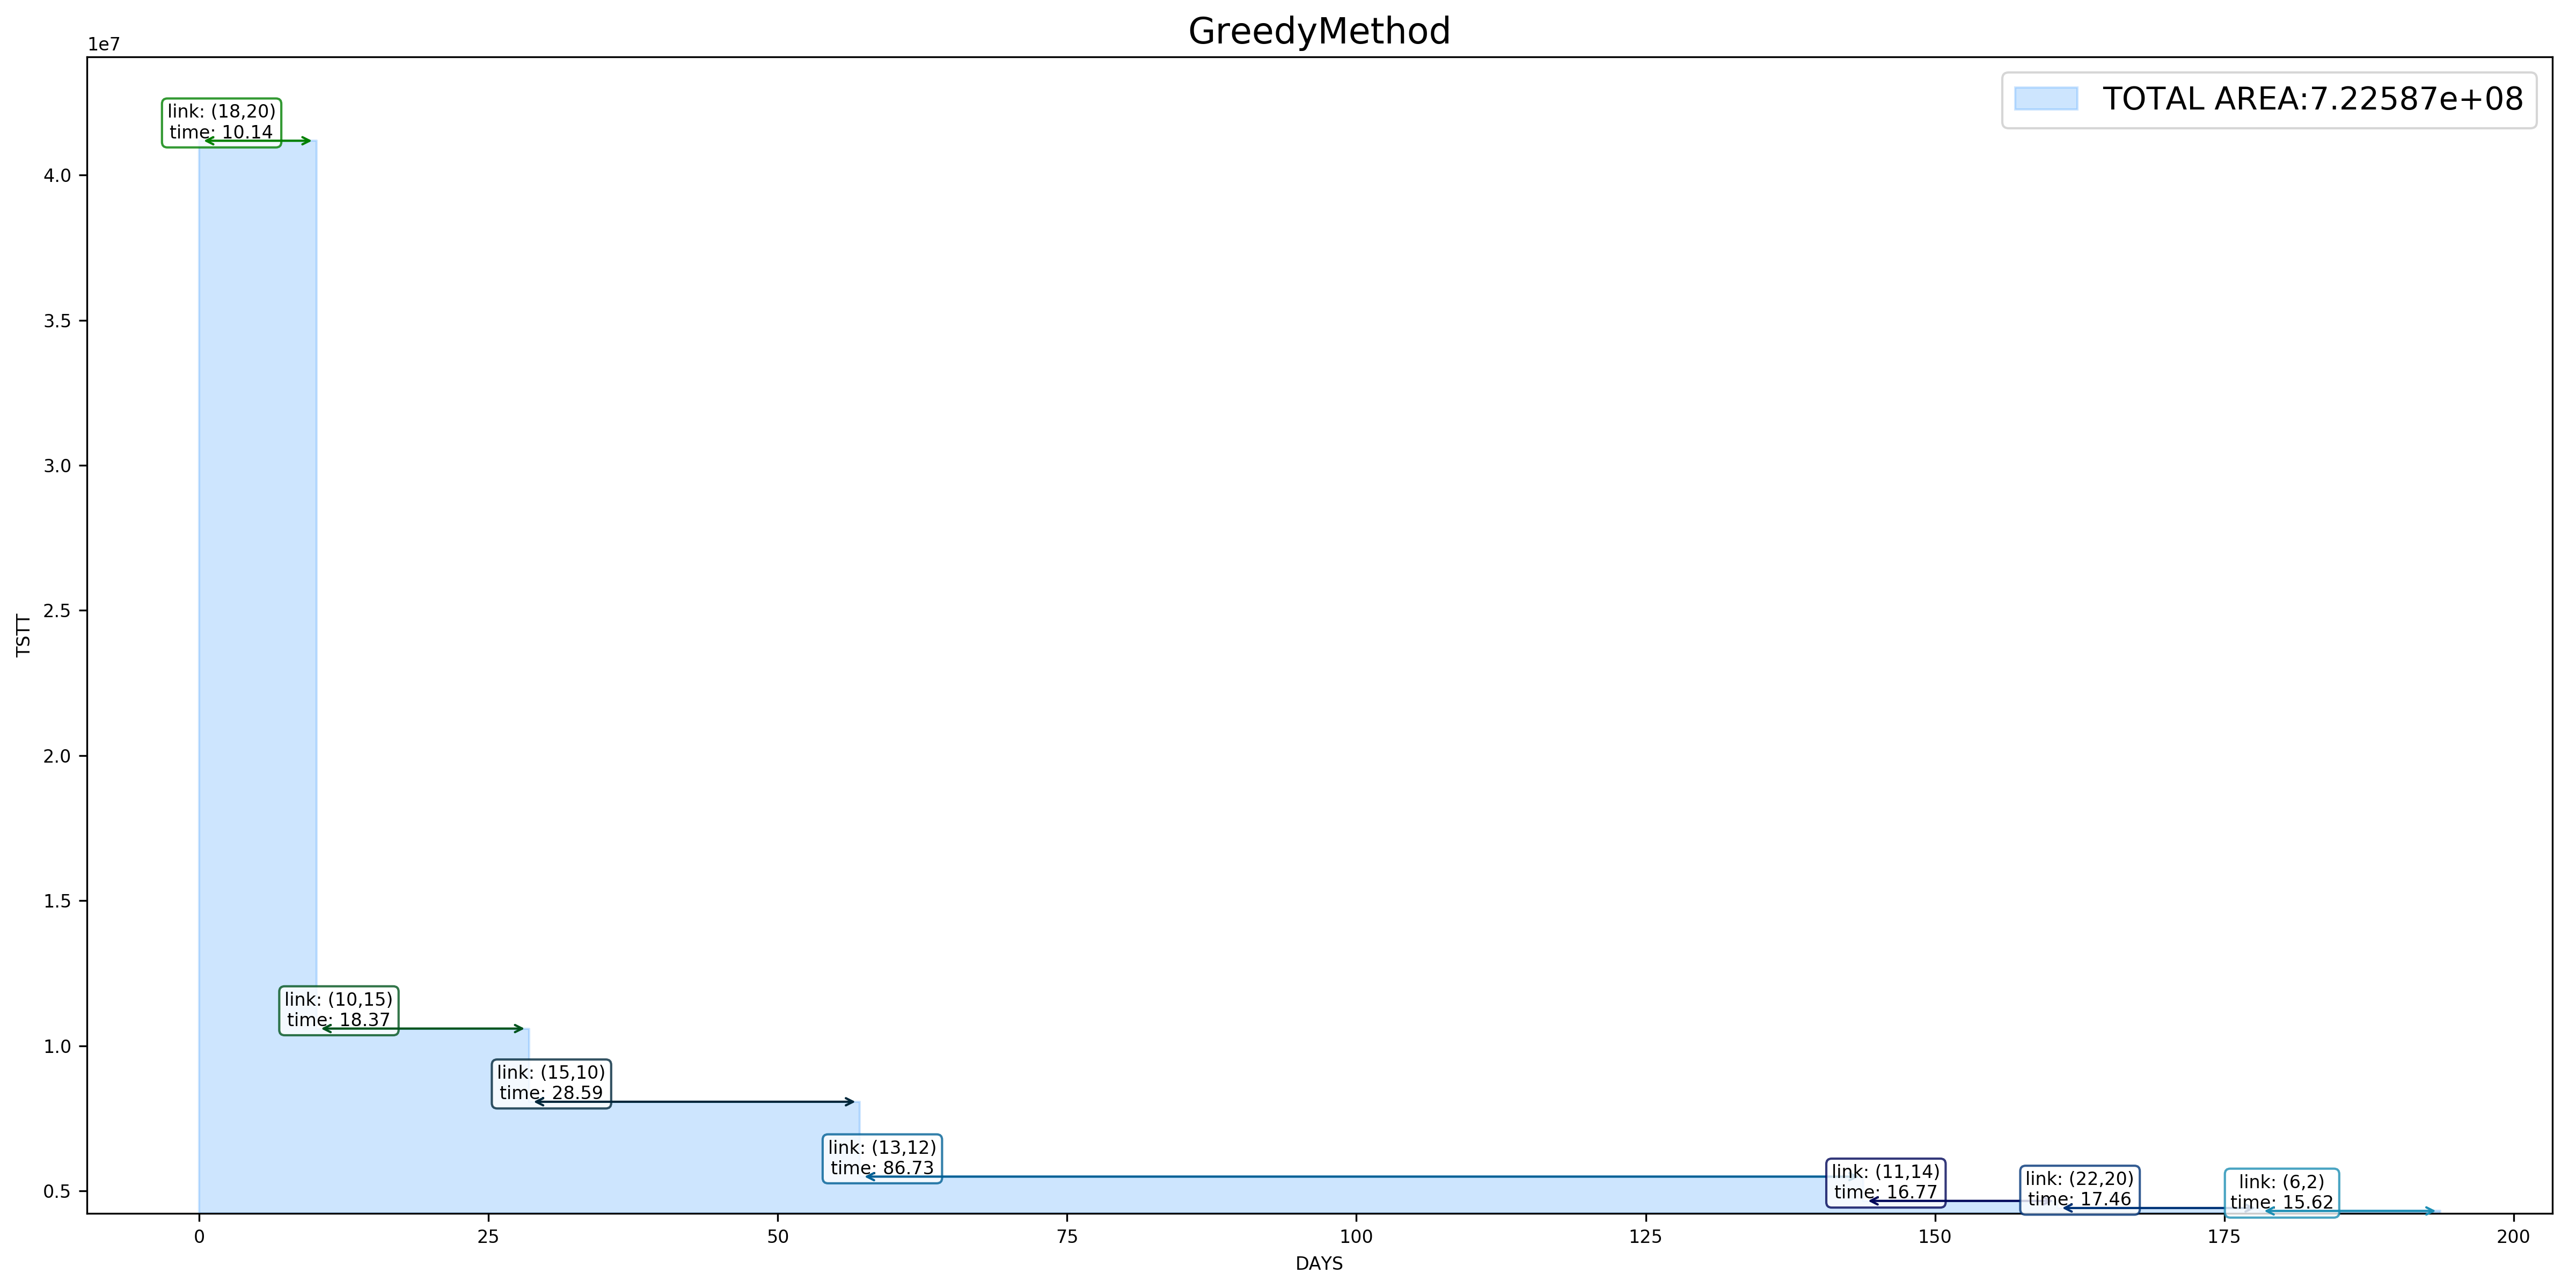 GreedyMethod
1e7
TOTAL AREA:7.22587e+08
link: (18,20)
time: 10.14
4.0
3.5
3.0
2.5
2.0
1.5
1.0
0.5
TSTT
link: (10,15)
time: 18.37
link: (15,10)
time: 28.59
link: (13,12)
time: 86.73
link: (11,14)
time: 16.77
link: (22,20)
time: 17.46
link: (6,2)
time: 15.62
0 25 50 75 100 125 150 175 200
DAYS